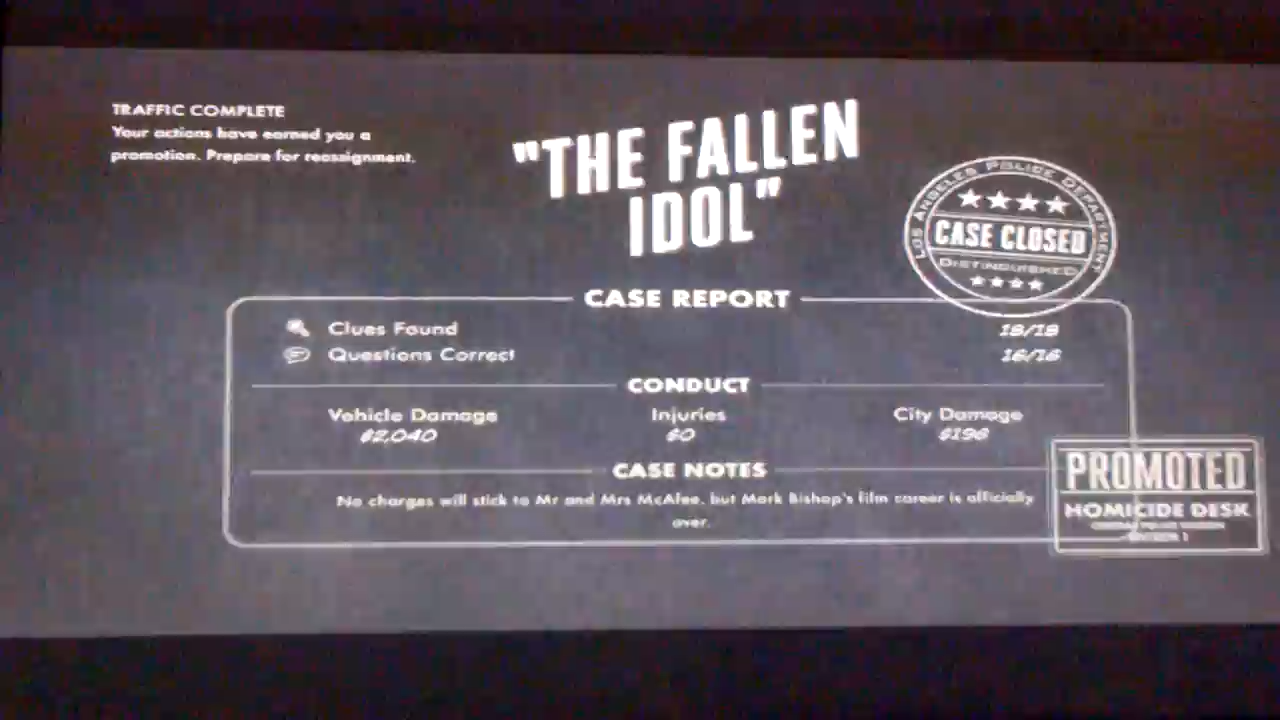 TRAFFIC COMPLETE
Your actions have earned you a
promotion. Prepare for reassignment.
"THE FALLEN
IDOL"
LOS ANGELES POLICE DEPARTMENT
CASE CLOSED
DISTINGUISHED
CASE REPORT
Clues Found 18/18
Questions Correct 16/16
CONDUCT
Vehicle Damage Injuries City Damage
$2,040 $0 $196
CASE NOTES
No charges will stick to Mr and Mrs McAfee, but Mark Bishop's film career is officially
over.
PROMOTED
HOMICIDE DESK